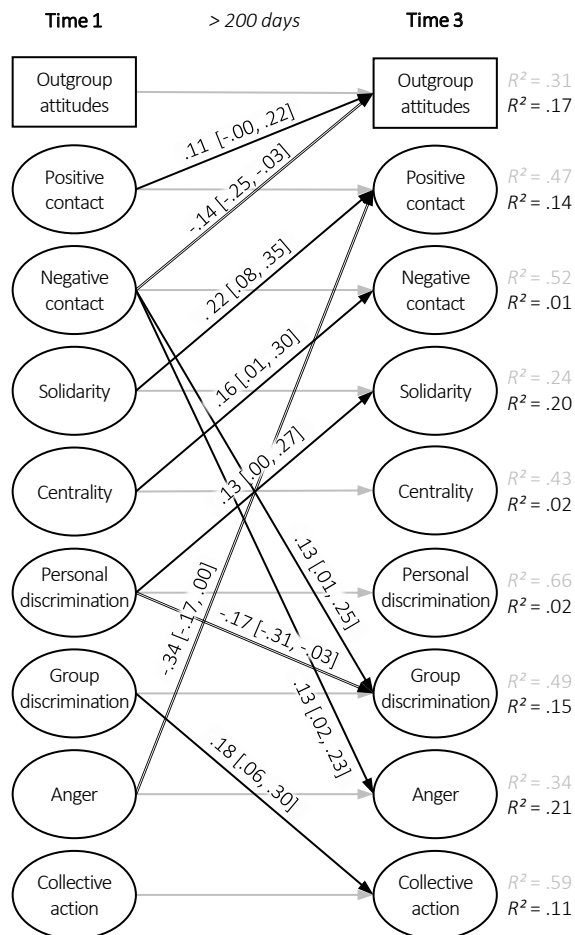 Time 1
> 200 days
Time 3
Outgroup
attitudes
Outgroup
attitudes
R² = .31
R² = .17
.11 [-.00, .22]
-.14 [-.25, -.03]
Positive
contact
Positive
contact
R² = .47
R² = .14
Negative
contact
Negative
contact
R² = .52
R² = .01
.22 [.08, .35]
.16 [.01, .30]
Solidarity
Solidarity
R² = .24
R² = .20
.13 [.00, .27]
Centrality
Centrality
R² = .43
R² = .02
.13 [.01, .25]
Personal
discrimination
Personal
discrimination
R² = .66
R² = .02
-.34 [-.17, .00]
-.17 [-.31, -.03]
Group
discrimination
Group
discrimination
R² = .49
R² = .15
.13 [.02, .23]
.18 [.06, .30]
Anger
Anger
R² = .34
R² = .21
Collective
action
Collective
action
R² = .59
R² = .11